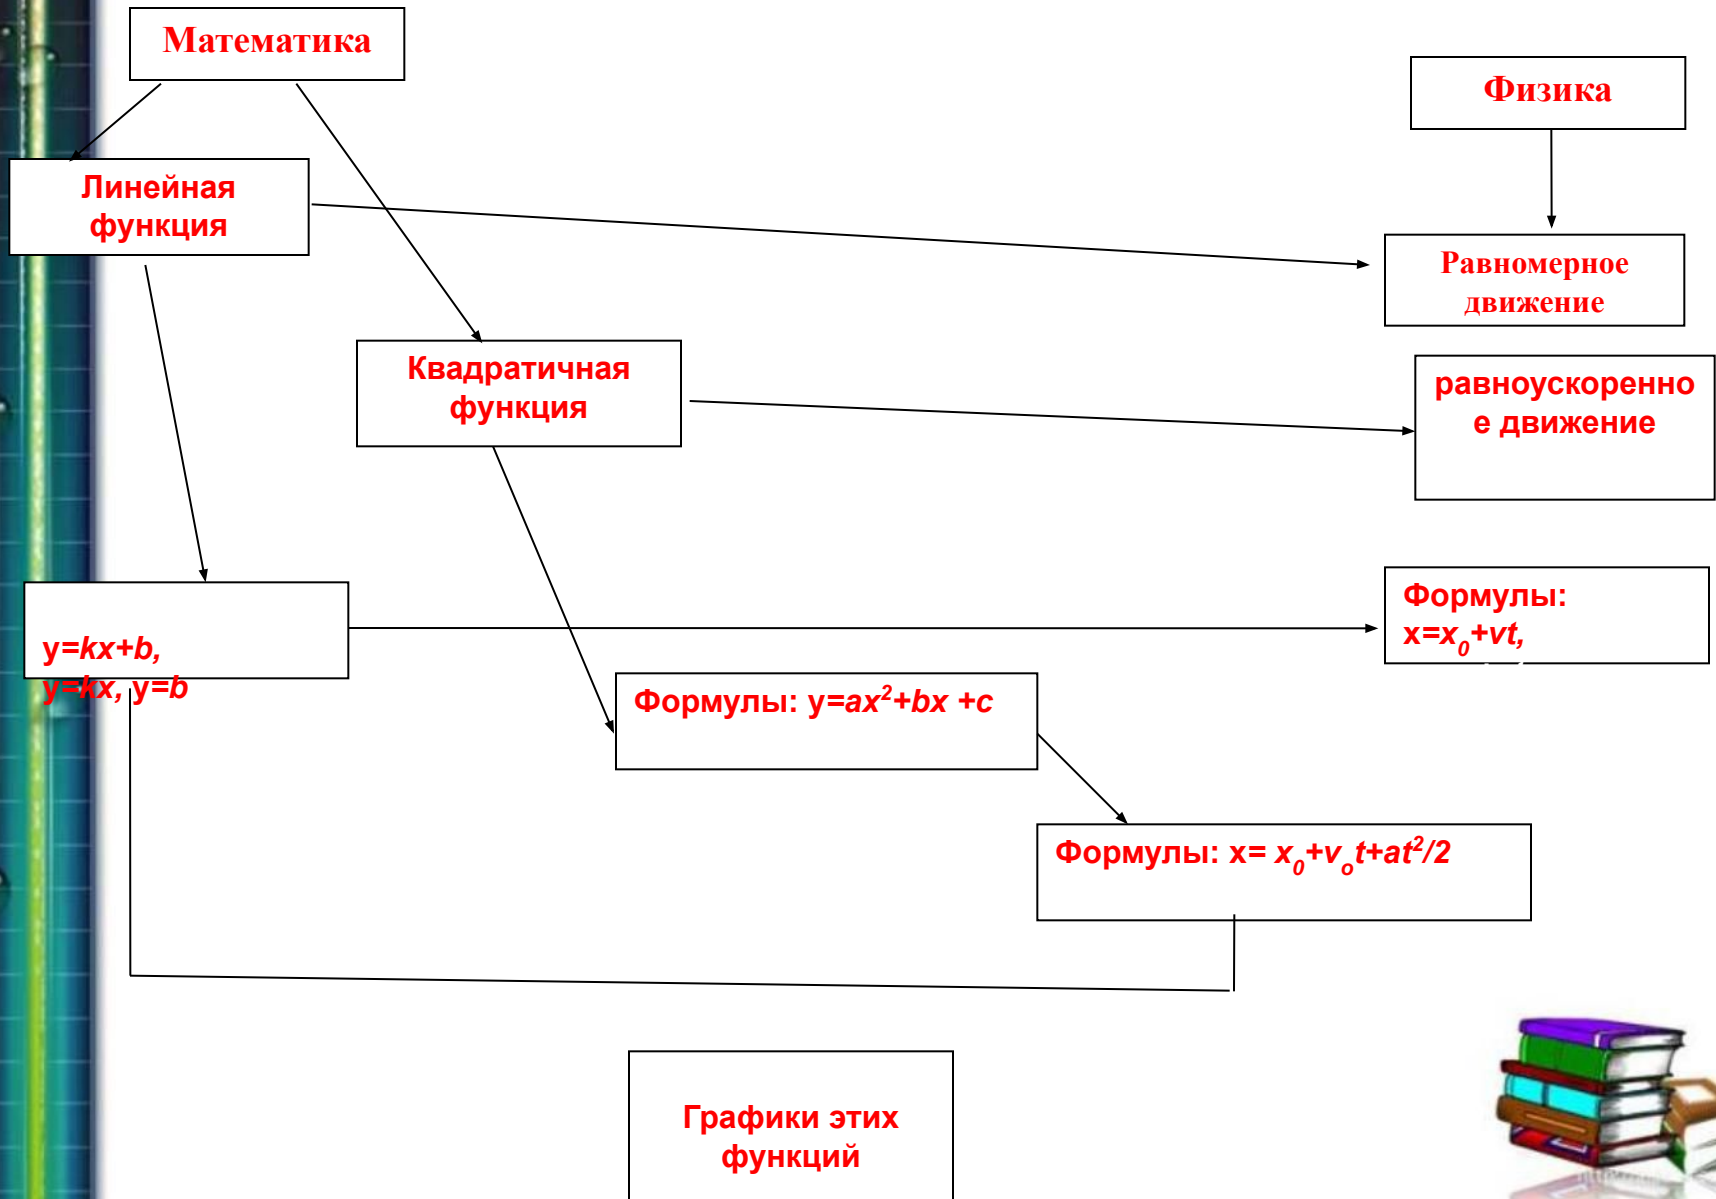 Математика
Физика
Линейная
функция
Равномерное
движение
Квадратичная
функция
равноускоренно
е движение
y=kx+b,
y=kx, y=b
Формулы:
x=x₀+vt,
Формулы: y=ax²+bx +c
Формулы: x= x₀+vₒt+at²/2
Графики этих
функций